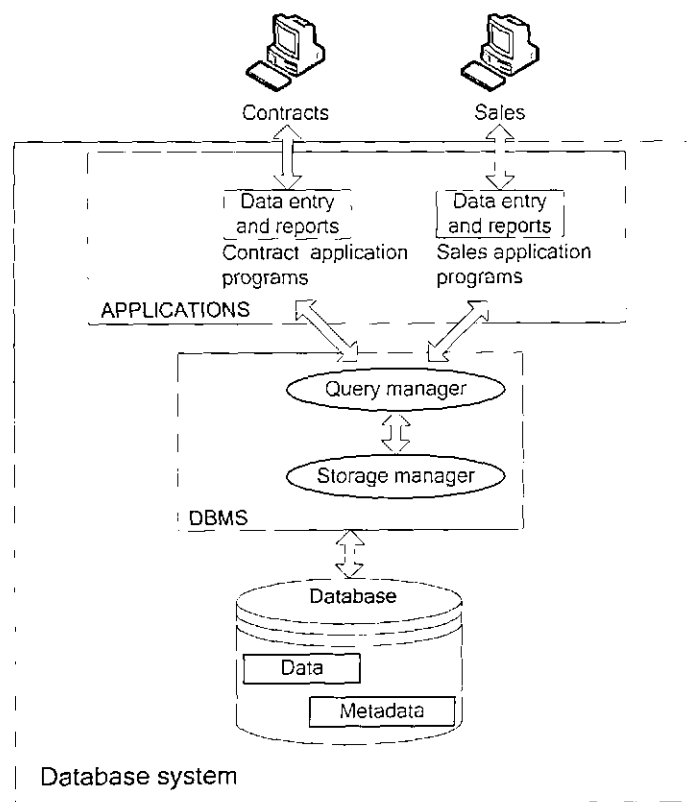 Contracts
Sales
Data entry
and reports
Contract application
programs
Data entry
and reports
Sales application
programs
APPLICATIONS
Query manager
Storage manager
DBMS
Database
Data
Metadata
Database system